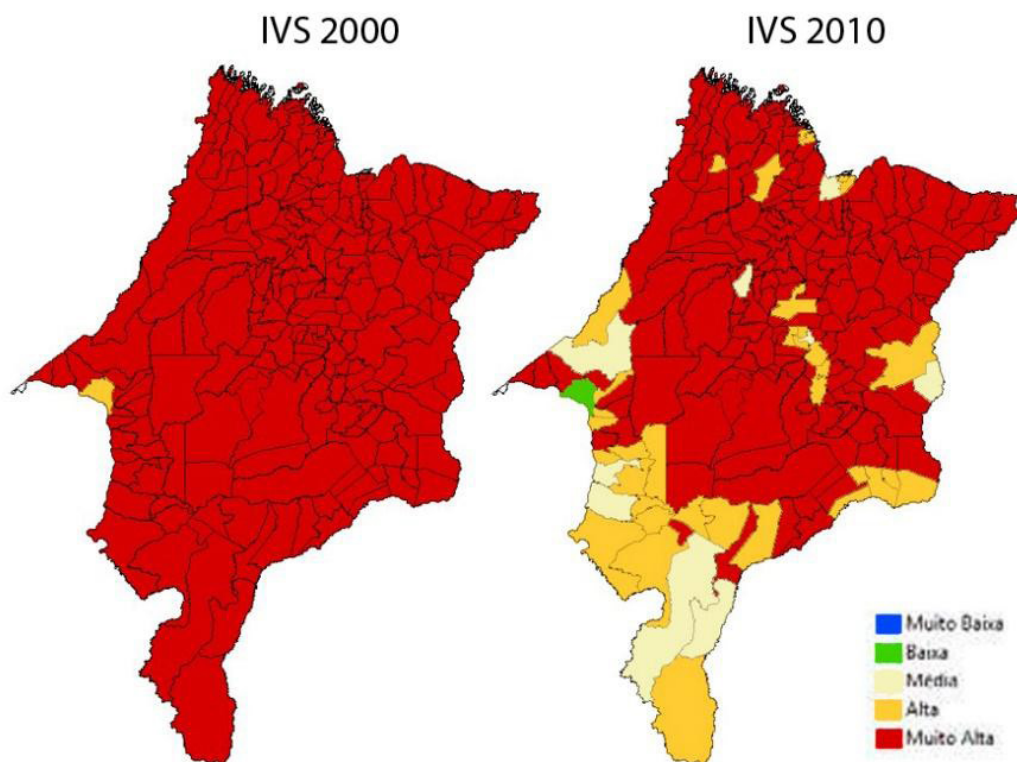 IVS 2000
IVS 2010
Muito Baixa
Baixa
Média
Alta
Muito Alta